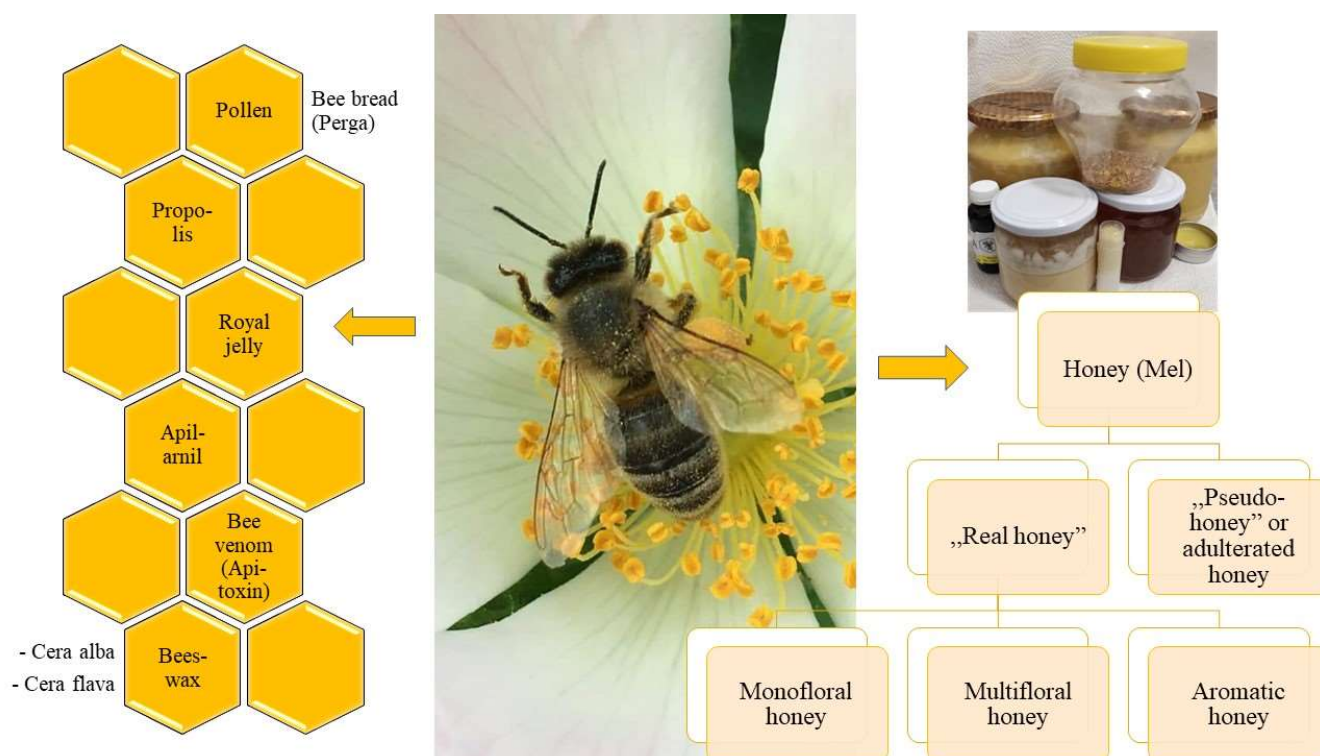 Pollen
Bee bread
(Perga)
Propo-
lis
Royal
jelly
Apil-
arnil
Bee
venom
(Api-
toxin)
- Cera alba
- Cera flava
Bees-
wax
Honey (Mel)
„Real honey”
„Pseudo-
honey” or
adulterated
honey
Monofloral
honey
Multifloral
honey
Aromatic
honey